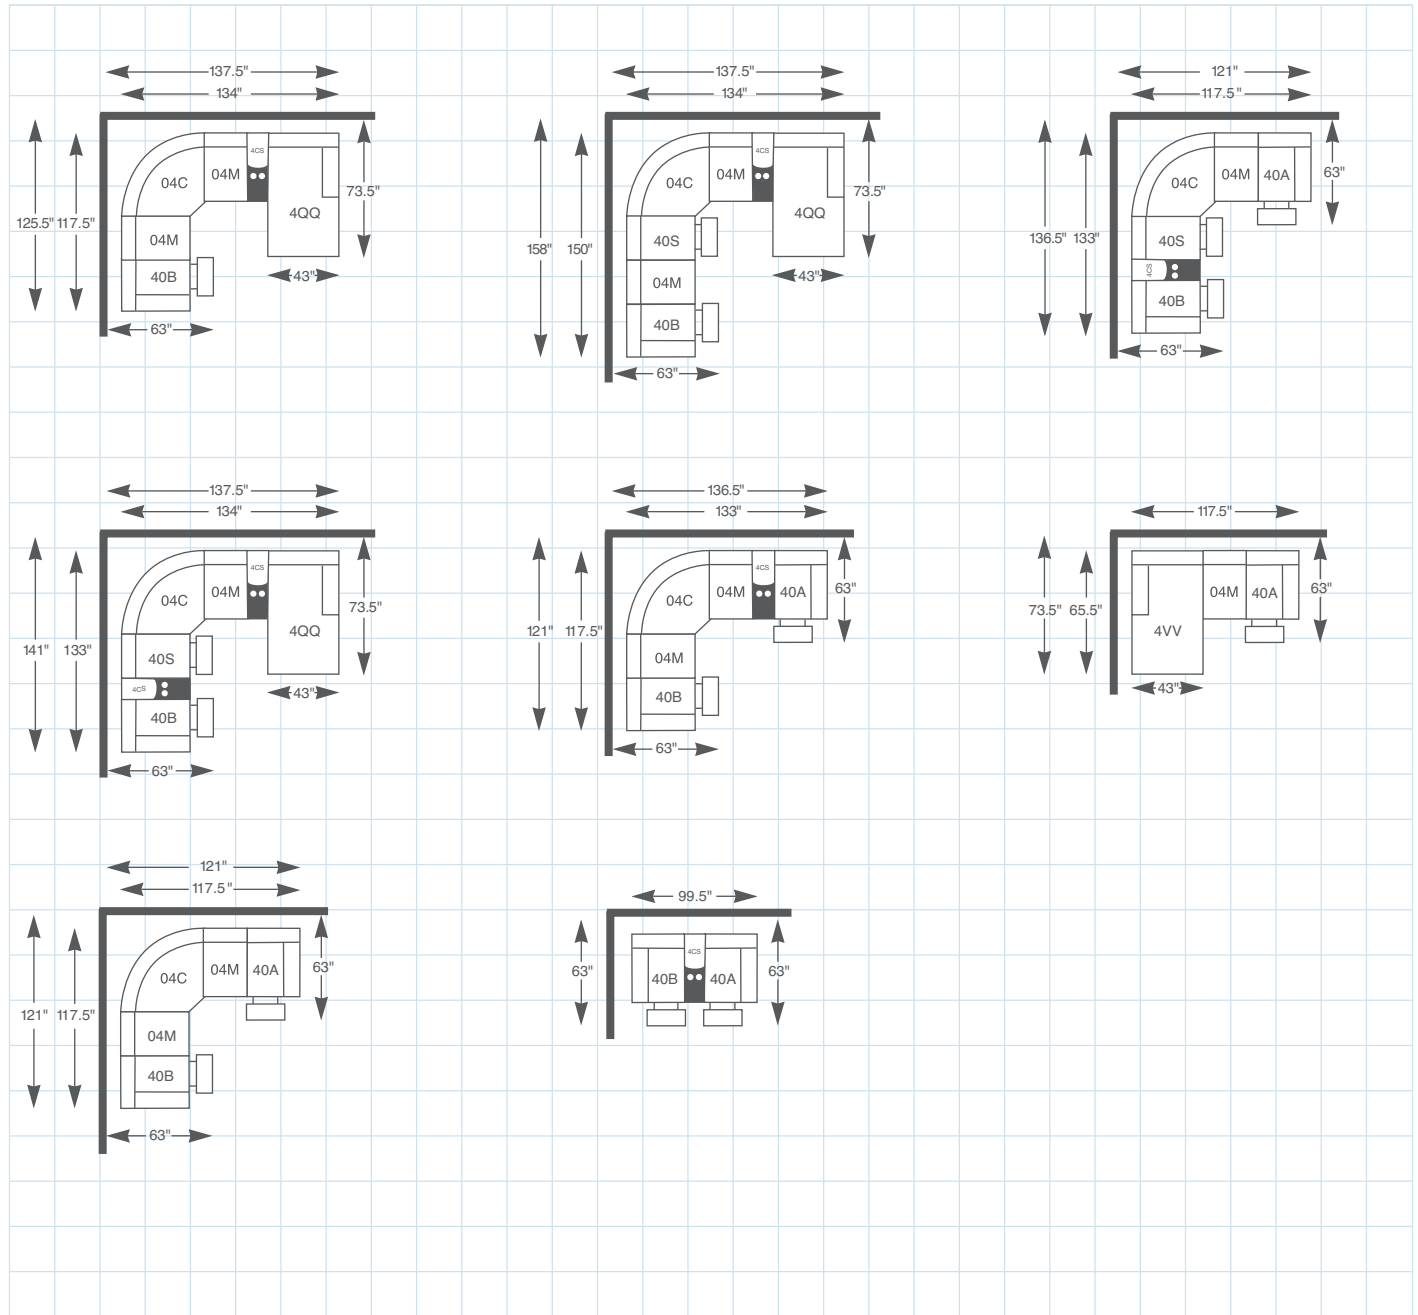 137.5"
134"
4CS
04C
04M
73.5"
4QQ
125.5"
117.5"
04M
40B
43"
63"
137.5"
134"
4CS
04C
04M
73.5"
4QQ
40S
158"
150"
43"
04M
40B
63"
121"
117.5"
04C
04M
40A
63"
136.5"
133"
40S
4CS
40B
63"
137.5"
134"
4CS
04C
04M
73.5"
4QQ
141"
133"
40S
4CS
43"
40B
63"
136.5"
133"
4CS
04C
04M
40A
63"
121"
117.5"
04M
40B
63"
117.5"
04M
40A
63"
73.5"
65.5"
4VV
43"
121"
117.5"
04C
04M
40A
63"
121"
117.5"
04M
40B
63"
99.5"
4CS
63"
40B
40A
63"